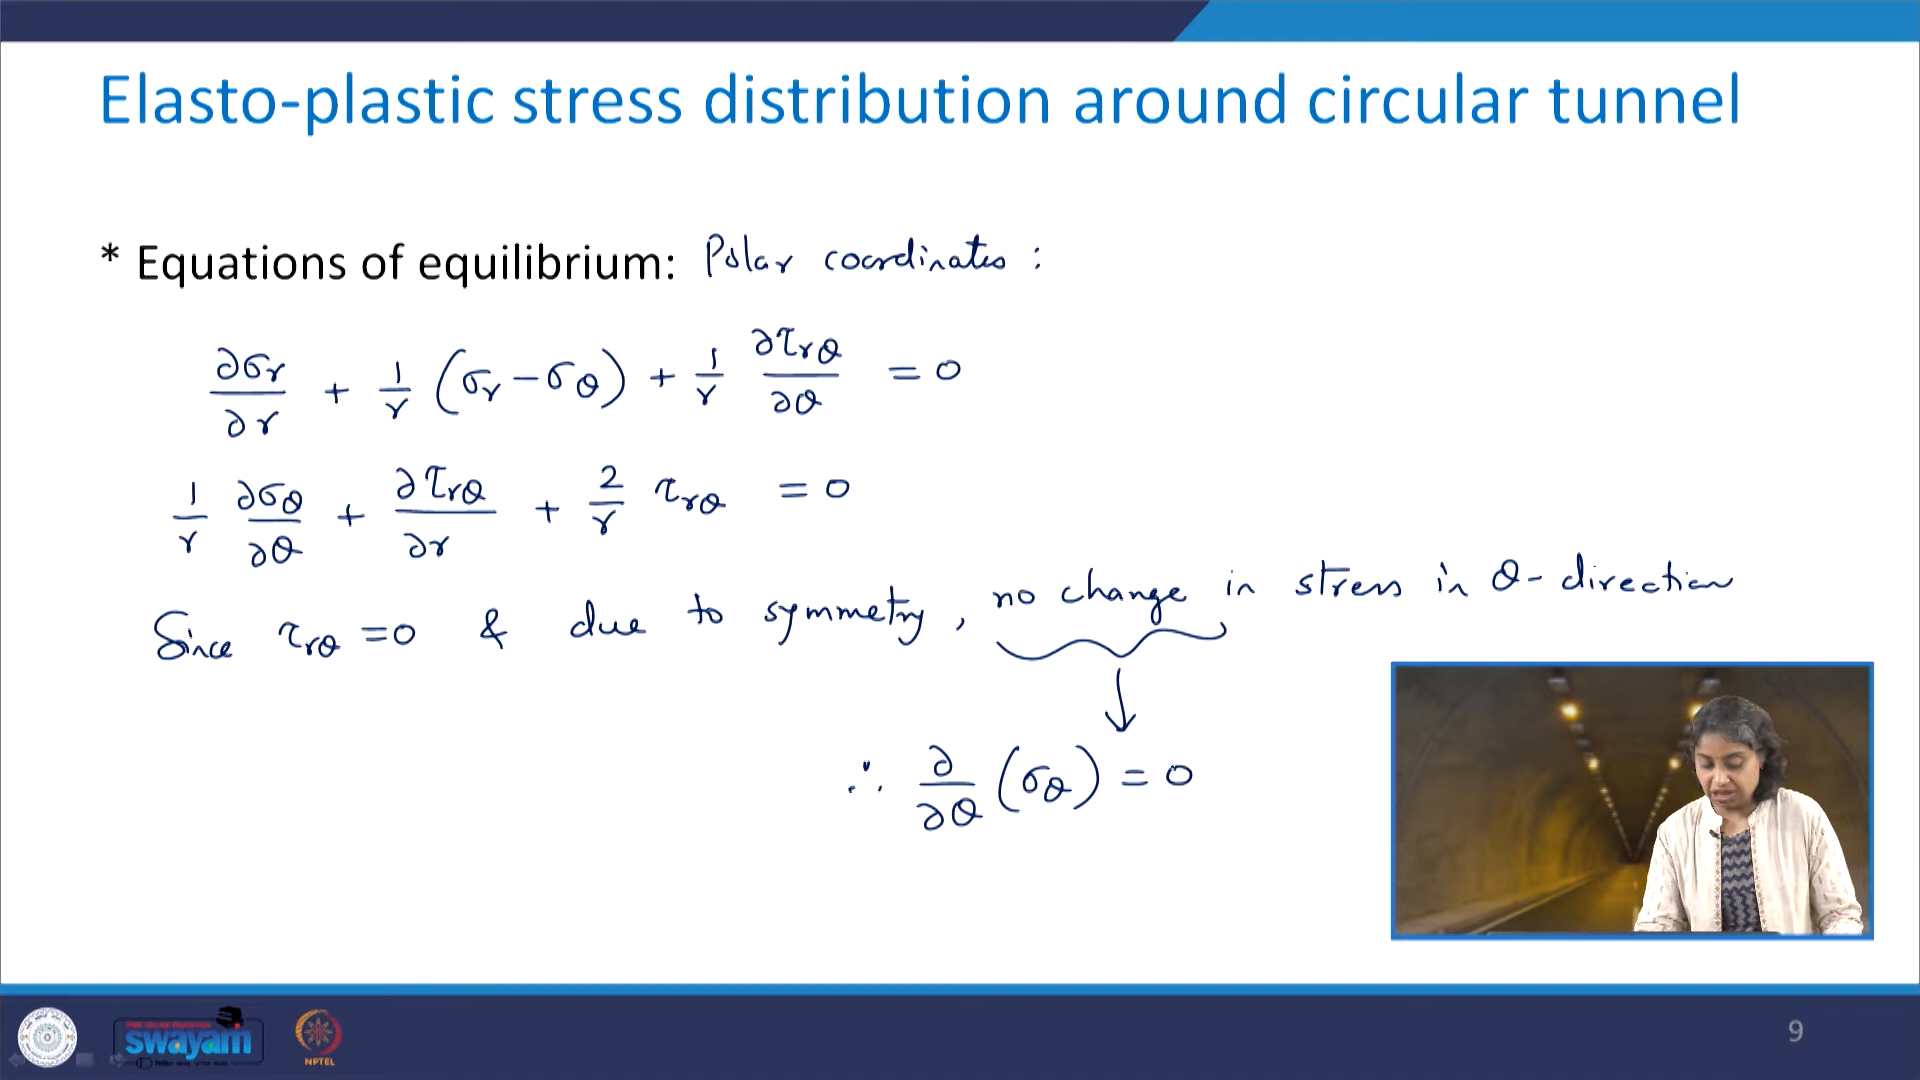 Elasto-plastic stress distribution around circular tunnel
* Equations of equilibrium: Polar coordinates :
∂σr/∂r + 1/r (σr − σθ) + 1/r ∂τrθ/∂θ = 0
1/r ∂σθ/∂θ + ∂τrθ/∂r + 2/r τrθ = 0
Since τrθ = 0 & due to symmetry, no change in stress in θ-direction
∴ ∂/∂θ (σθ) = 0
swayam
NPTEL
9